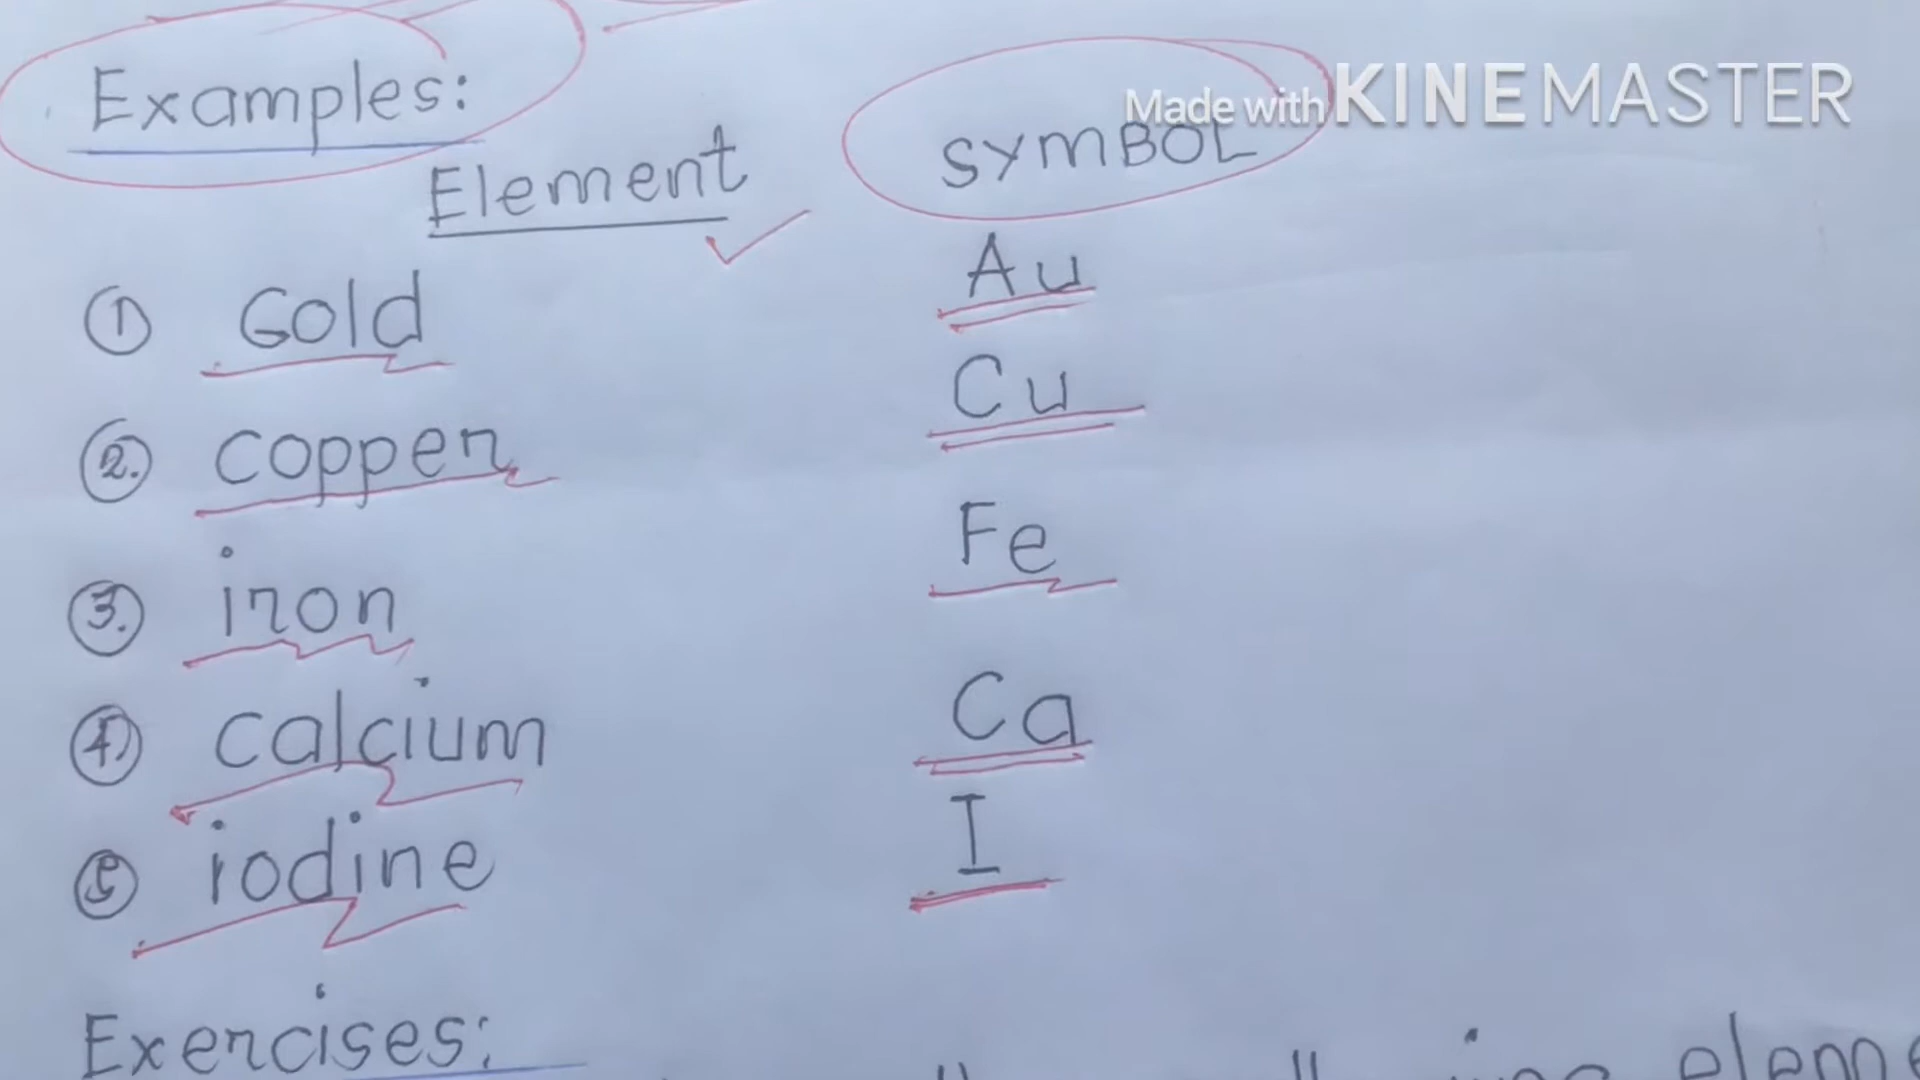 Examples:
Made with KINEMASTER
Element SYMBOL
① Gold Au
②. copper Cu
③. iron Fe
④ calcium Ca
⑤ iodine I
Exercises: